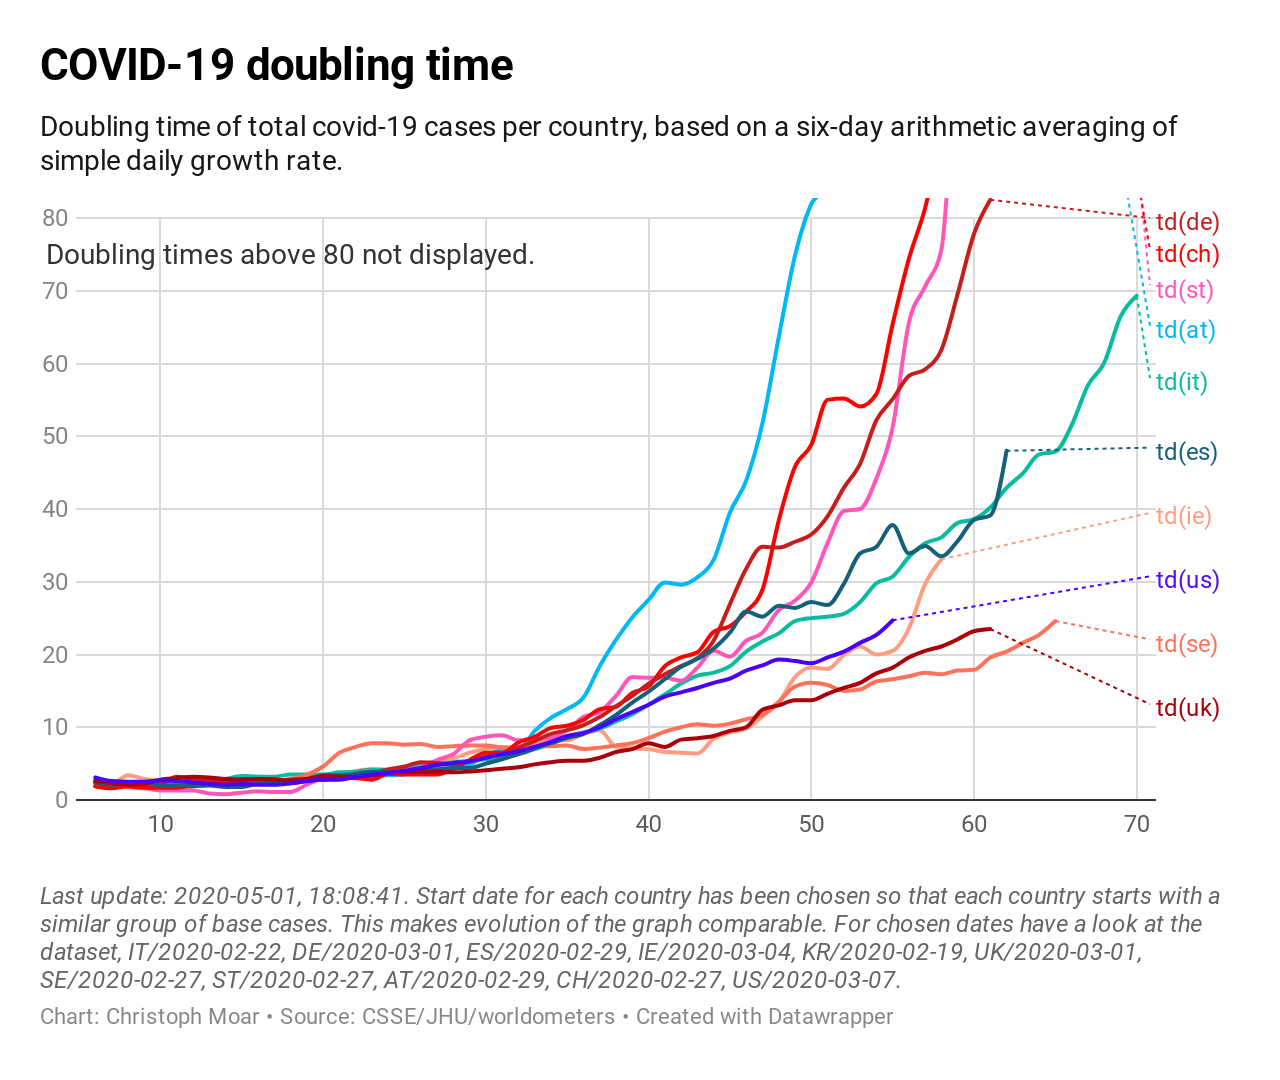 COVID-19 doubling time
Doubling time of total covid-19 cases per country, based on a six-day arithmetic averaging of
simple daily growth rate.
80
td(de)
Doubling times above 80 not displayed.
td(ch)
70
td(st)
td(at)
60
td(it)
50
td(es)
40
td(ie)
30
td(us)
20
td(se)
10
td(uk)
0
10 20 30 40 50 60 70
Last update: 2020-05-01, 18:08:41. Start date for each country has been chosen so that each country starts with a
similar group of base cases. This makes evolution of the graph comparable. For chosen dates have a look at the
dataset, IT/2020-02-22, DE/2020-03-01, ES/2020-02-29, IE/2020-03-04, KR/2020-02-19, UK/2020-03-01,
SE/2020-02-27, ST/2020-02-27, AT/2020-02-29, CH/2020-02-27, US/2020-03-07.
Chart: Christoph Moar • Source: CSSE/JHU/worldometers • Created with Datawrapper